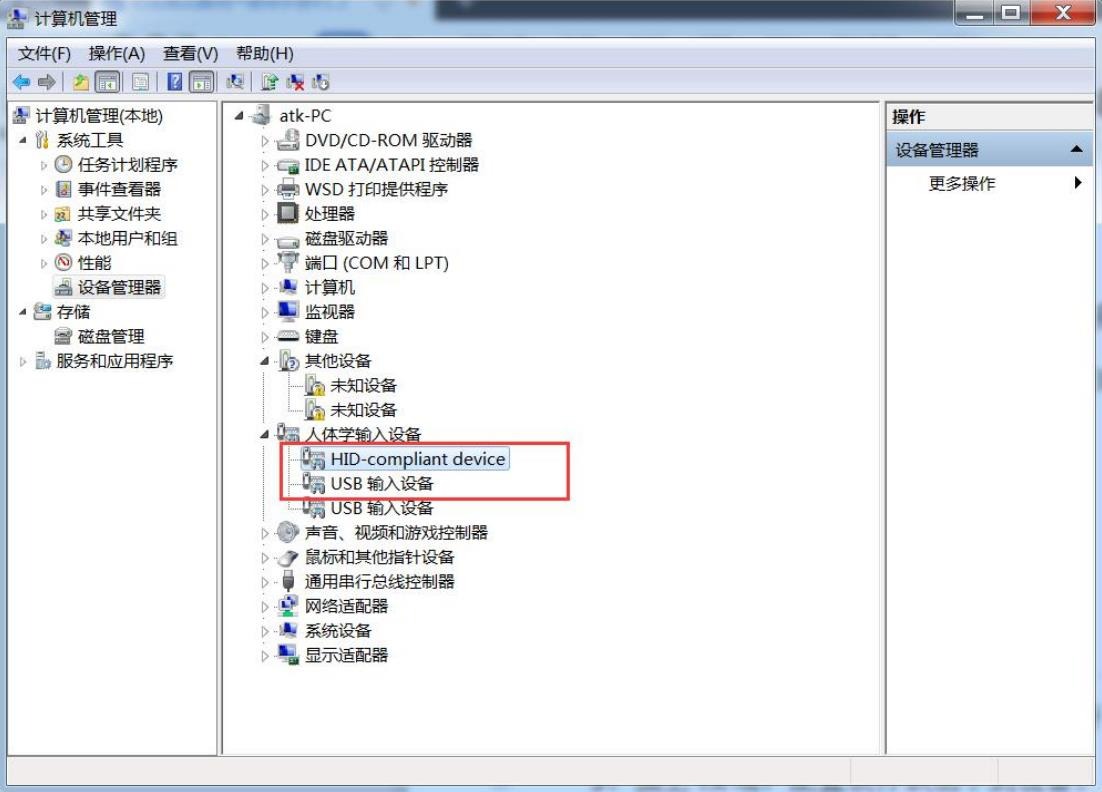 计算机管理
文件(F) 操作(A) 查看(V) 帮助(H)
计算机管理(本地)
系统工具
任务计划程序
事件查看器
共享文件夹
本地用户和组
性能
设备管理器
存储
磁盘管理
服务和应用程序
atk-PC
DVD/CD-ROM 驱动器
IDE ATA/ATAPI 控制器
WSD 打印提供程序
处理器
磁盘驱动器
端口 (COM 和 LPT)
计算机
监视器
键盘
其他设备
未知设备
未知设备
人体学输入设备
HID-compliant device
USB 输入设备
USB 输入设备
声音、视频和游戏控制器
鼠标和其他指针设备
通用串行总线控制器
网络适配器
系统设备
显示适配器
操作
设备管理器
更多操作